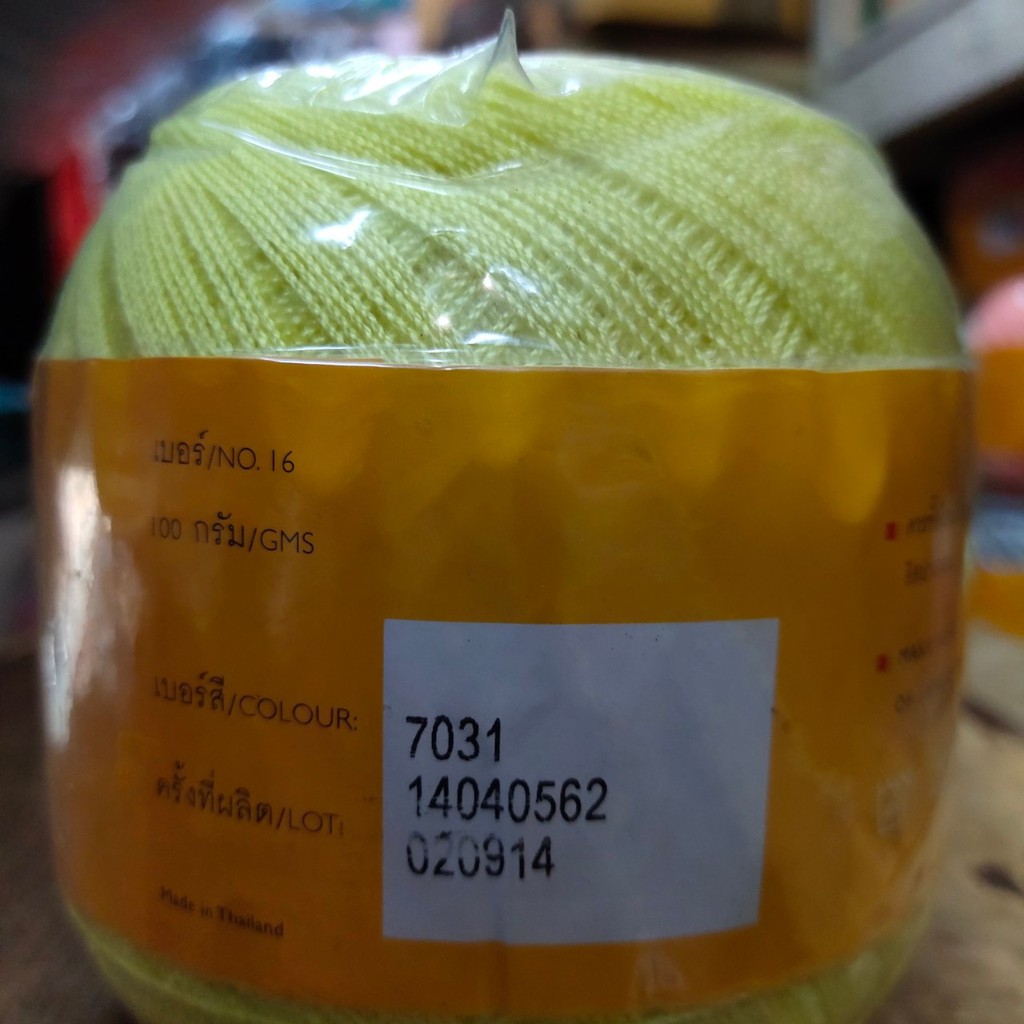 เบอร์/NO. 16
100 กรัม/GMS
เบอร์สี/COLOUR:
7031
14040562
ครั้งที่ผลิต/LOT:
020914
Made in Thailand